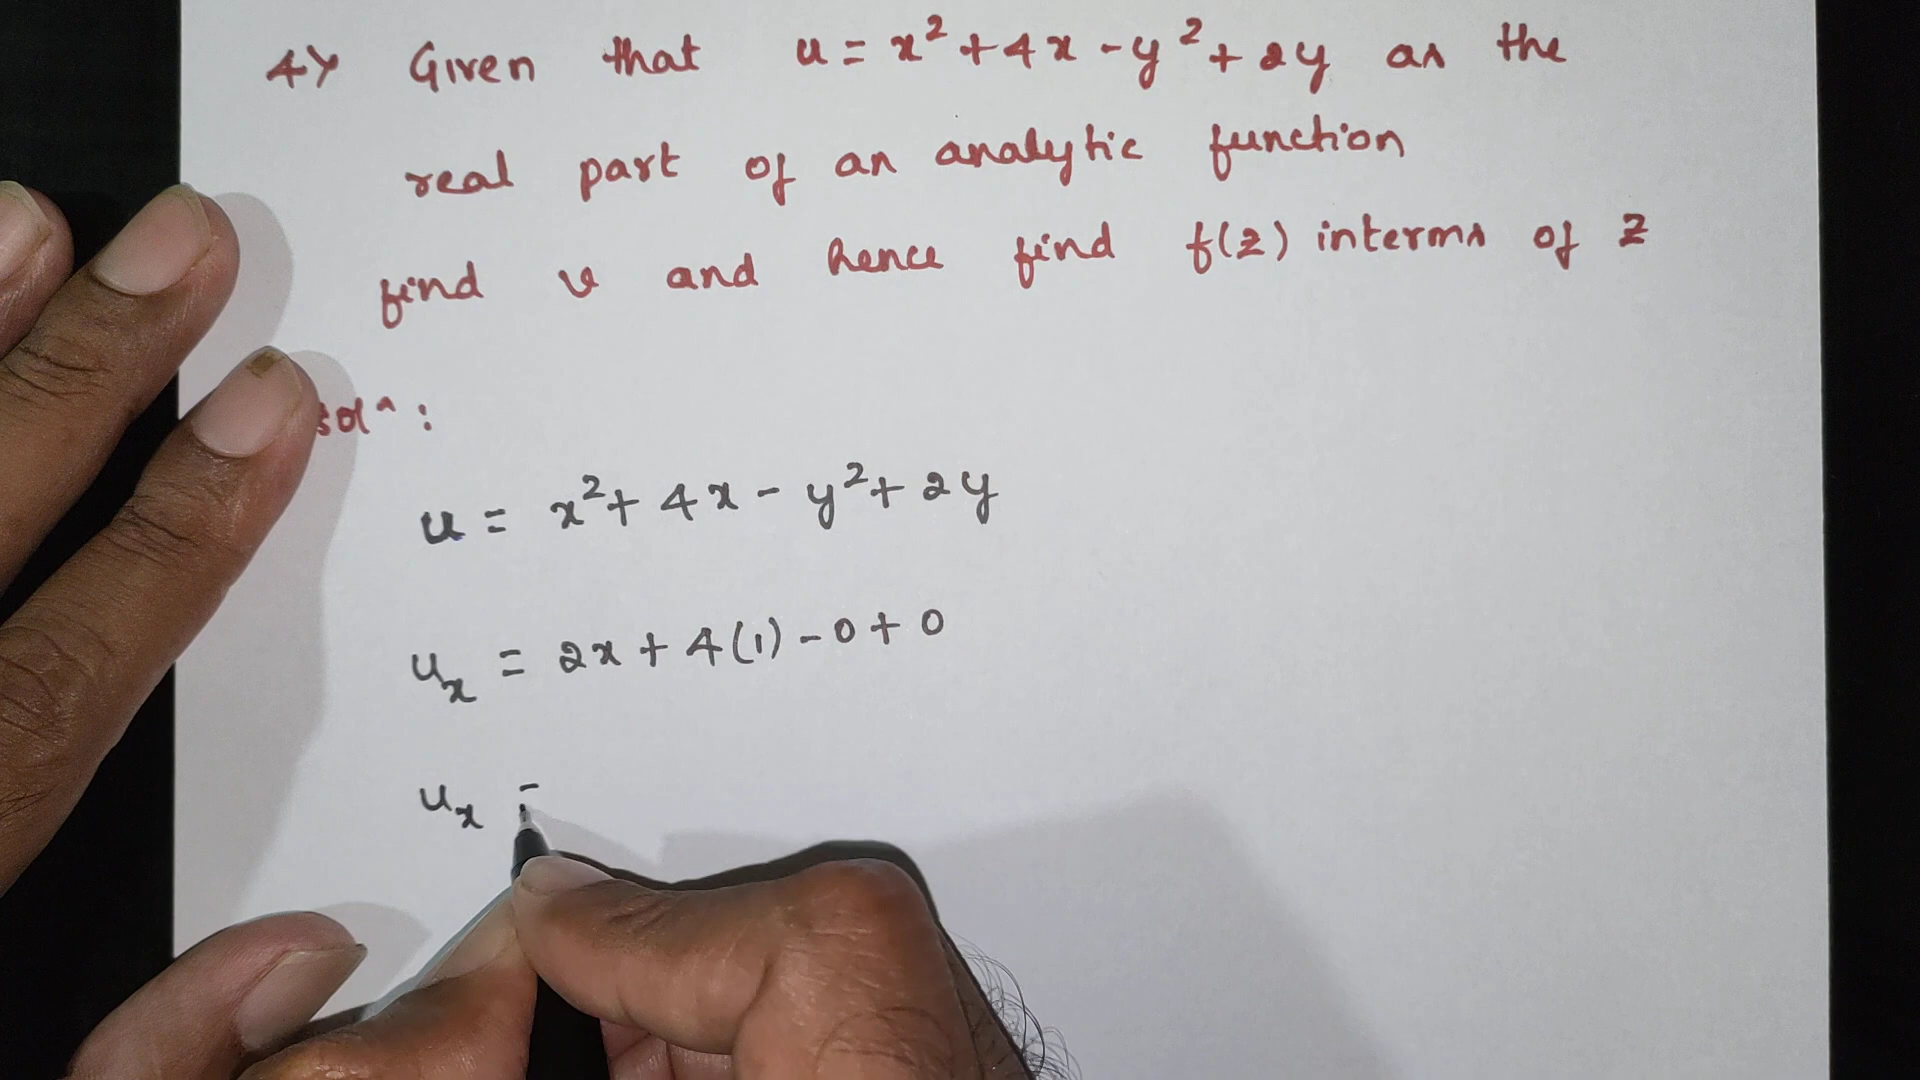 4) Given that u = x² + 4x - y² + 2y as the
real part of an analytic function
find v and hence find f(z) interms of z
solⁿ :
u = x² + 4x - y² + 2y
uₓ = 2x + 4(1) - 0 + 0
uₓ =